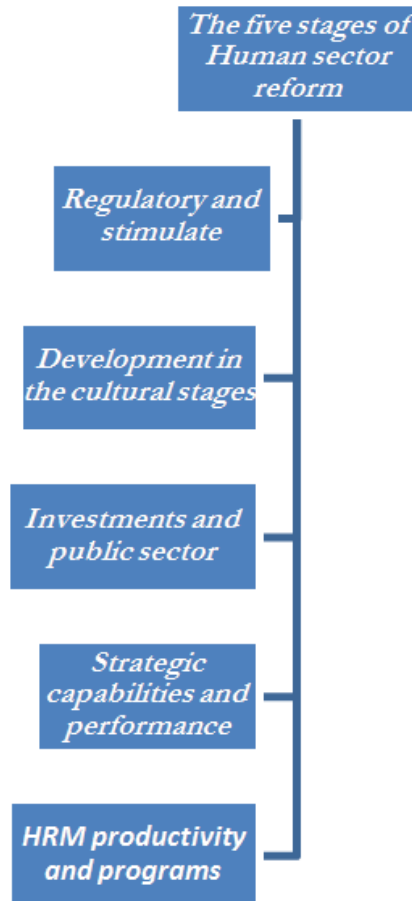 The five stages of
Human sector
reform
Regulatory and
stimulate
Development in
the cultural stages
Investments and
public sector
Strategic
capabilities and
performance
HRM productivity
and programs